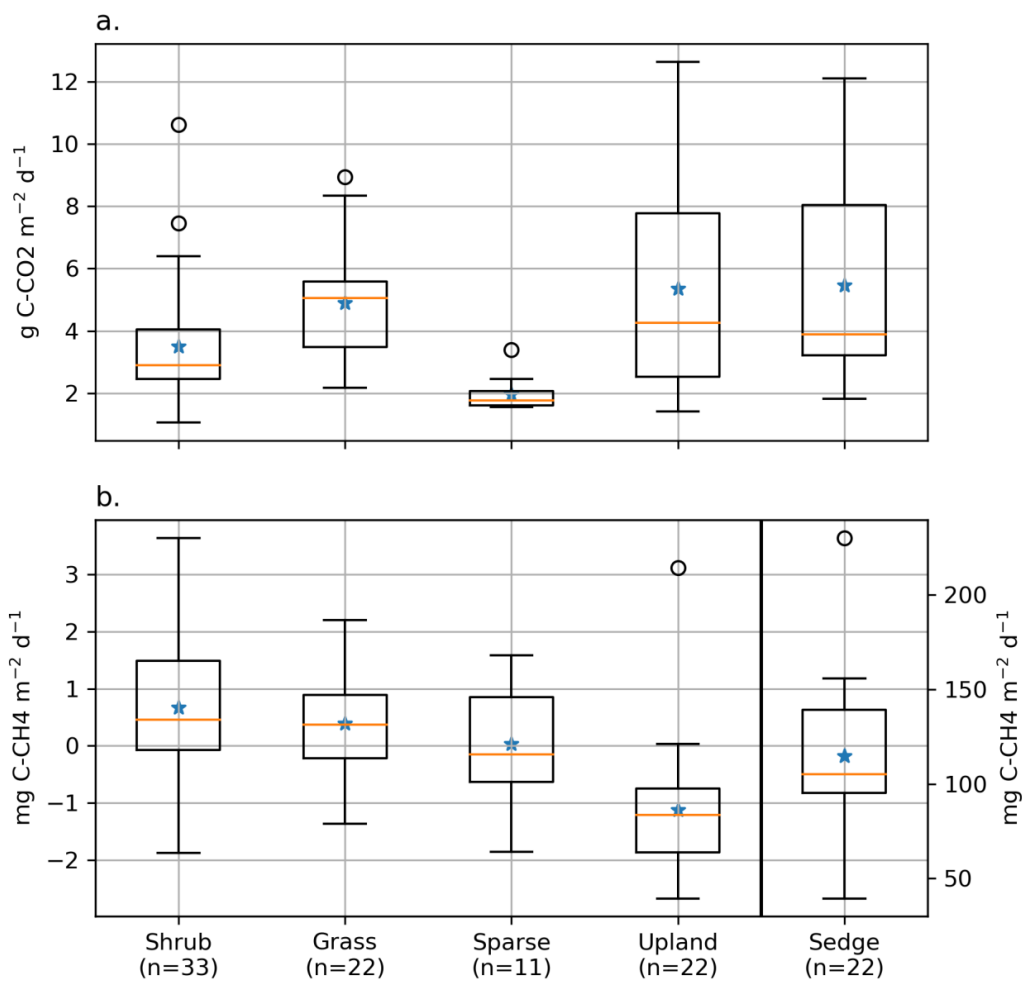 a.
g C-CO2 m⁻² d⁻¹
12
10
8
6
4
2
b.
mg C-CH4 m⁻² d⁻¹
3
2
1
0
−1
−2
200
150
100
50
mg C-CH4 m⁻² d⁻¹
Shrub
(n=33)
Grass
(n=22)
Sparse
(n=11)
Upland
(n=22)
Sedge
(n=22)